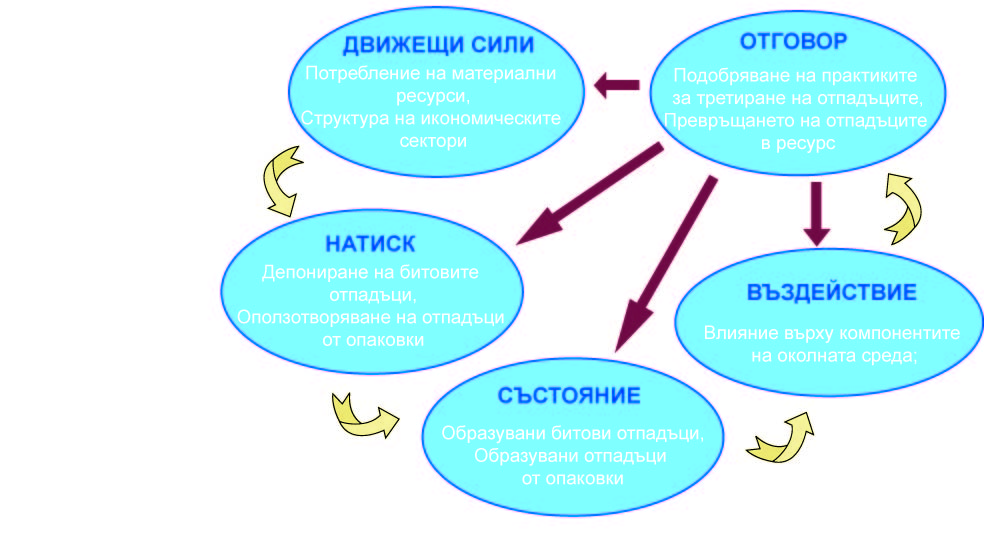 ДВИЖЕЩИ СИЛИ
Потребление на материални
ресурси,
Структура на икономическите
сектори
ОТГОВОР
Подобряване на практиките
за третиране на отпадъците,
Превръщането на отпадъците
в ресурс
НАТИСК
Депониране на битовите
отпадъци,
Оползотворяване на отпадъци
от опаковки
ВЪЗДЕЙСТВИЕ
Влияние върху компонентите
на околната среда;
СЪСТОЯНИЕ
Образувани битови отпадъци,
Образувани отпадъци
от опаковки